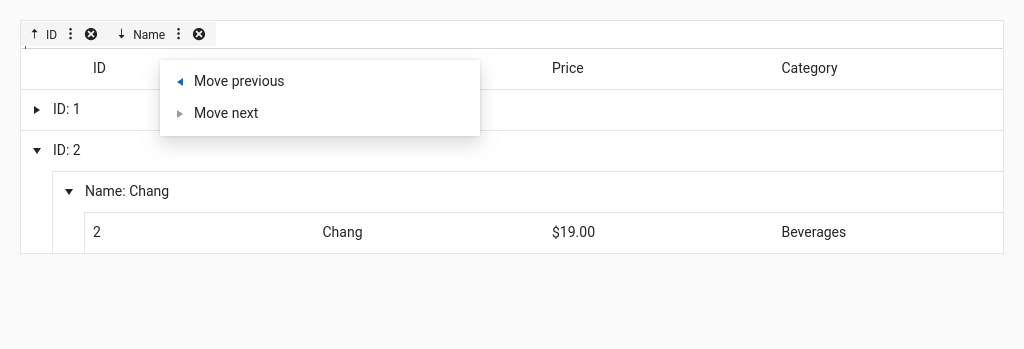 ID Name
ID Price Category
Move previous
Move next
ID: 1
ID: 2
Name: Chang
2 Chang $19.00 Beverages